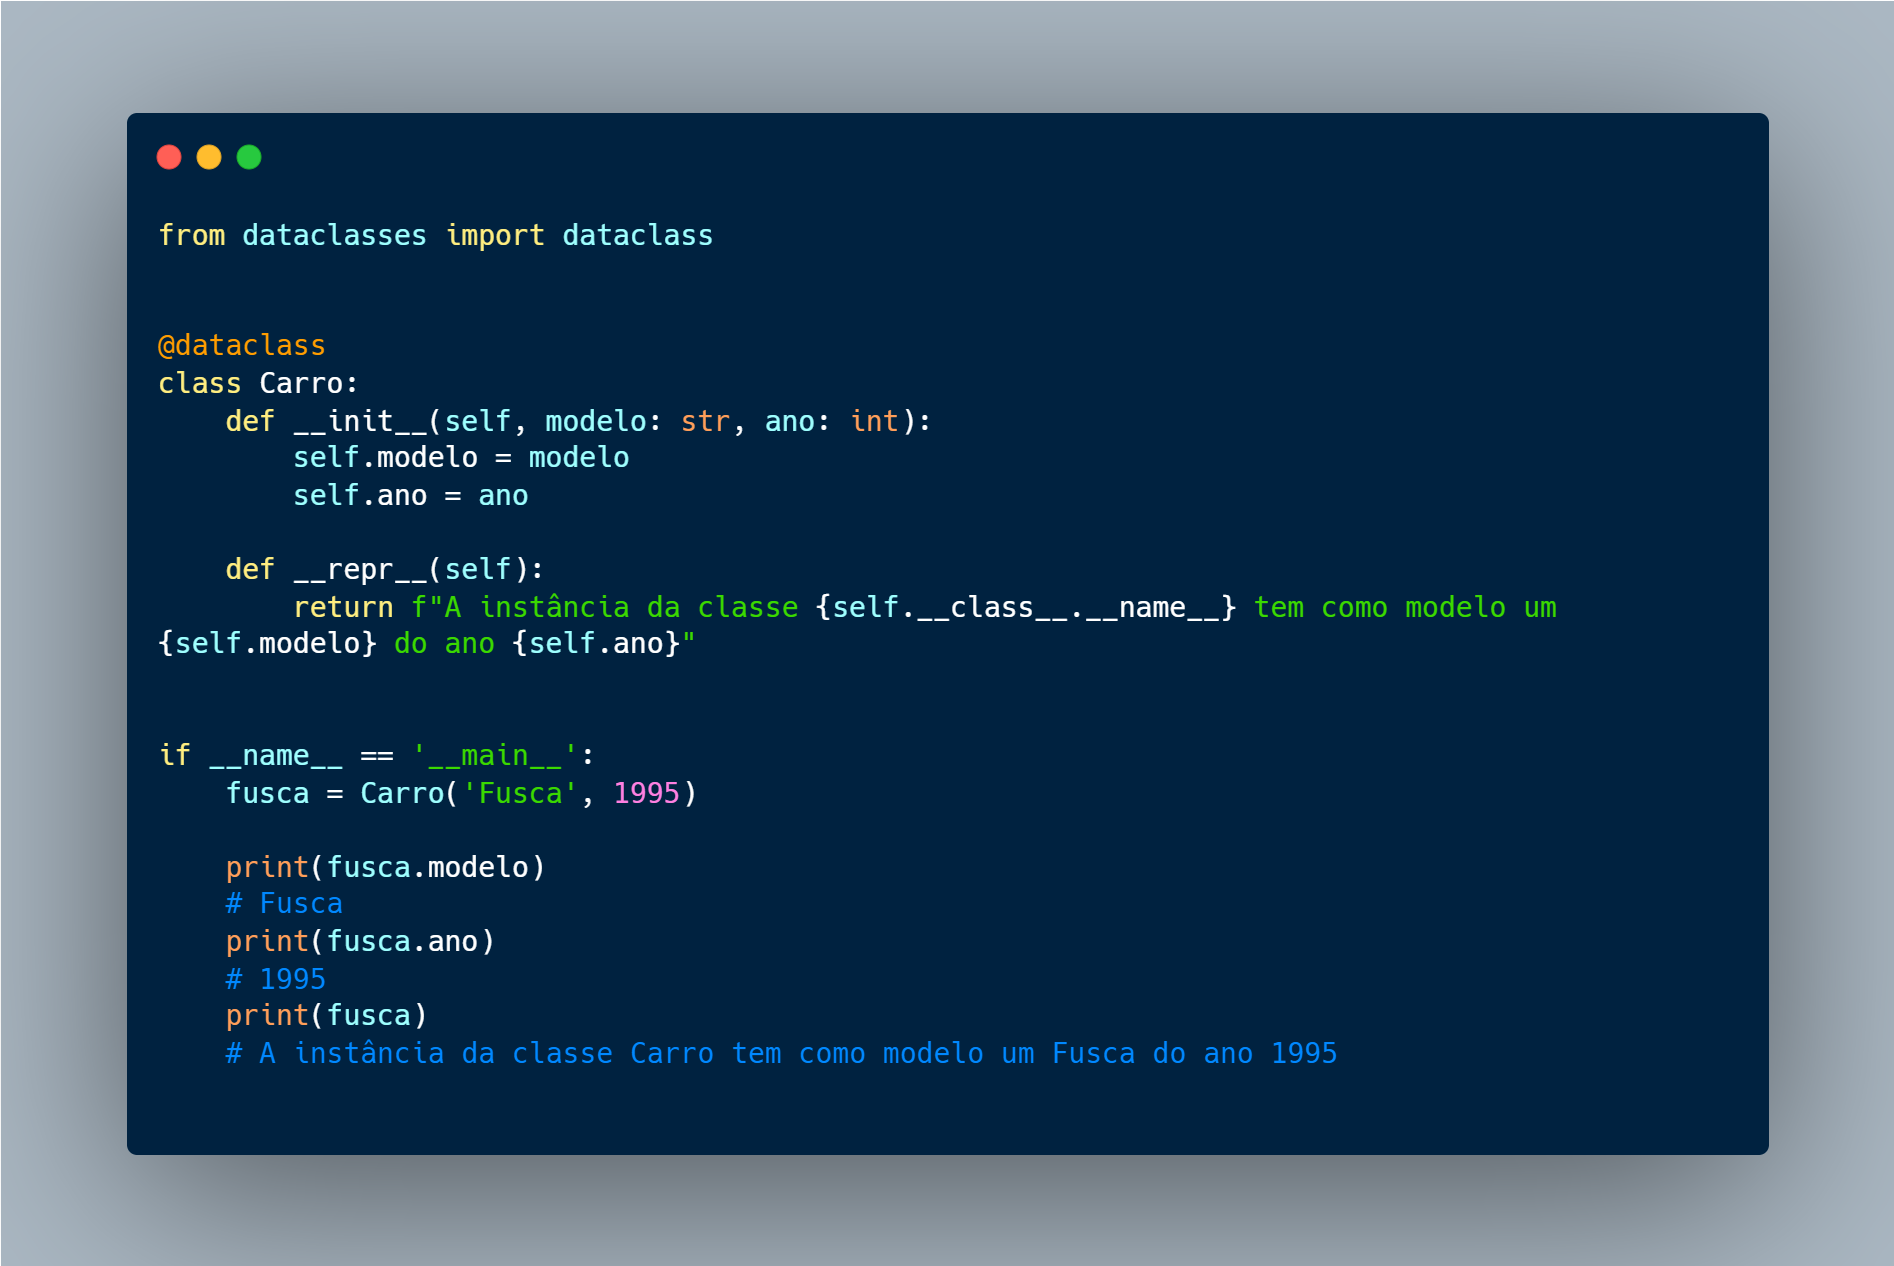 from dataclasses import dataclass
@dataclass
class Carro:
    def __init__(self, modelo: str, ano: int):
        self.modelo = modelo
        self.ano = ano
    def __repr__(self):
        return f"A instância da classe {self.__class__.__name__} tem como modelo um
{self.modelo} do ano {self.ano}"
if __name__ == '__main__':
    fusca = Carro('Fusca', 1995)
    print(fusca.modelo)
    # Fusca
    print(fusca.ano)
    # 1995
    print(fusca)
    # A instância da classe Carro tem como modelo um Fusca do ano 1995